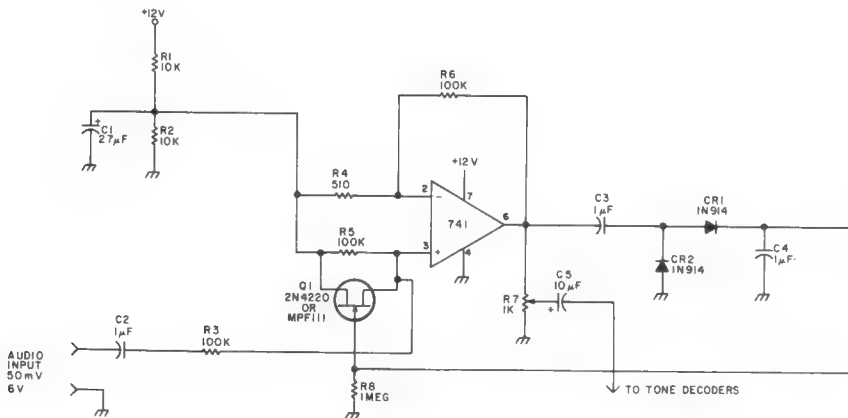 +12V
R1
10K
C1
27µF
+
R2
10K
R6
100K
R4
510
+12V
2
-
7
741
6
R5
100K
3
+
4
Q1
2N4220
OR
MPF111
C2
1µF
R3
100K
AUDIO
INPUT
50mV
6V
R8
1MEG
R7
1K
C5
10µF
+
TO TONE DECODERS
C3
1µF
CR1
1N914
CR2
1N914
C4
1µF